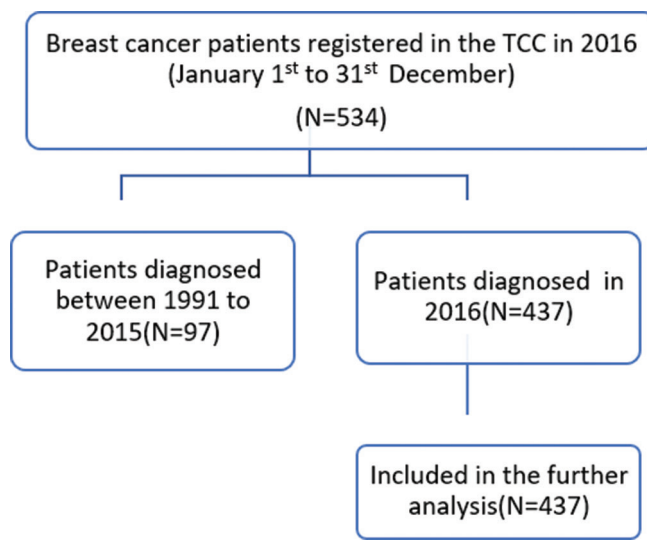 Breast cancer patients registered in the TCC in 2016
(January 1st to 31st December)
(N=534)
Patients diagnosed
between 1991 to
2015(N=97)
Patients diagnosed in
2016(N=437)
Included in the further
analysis(N=437)